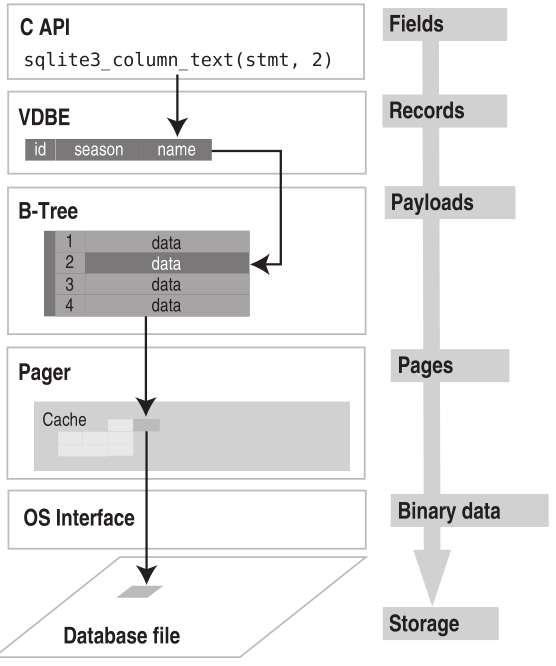 C API
sqlite3_column_text(stmt, 2)
Fields
VDBE
id season name
Records
B-Tree
1 data
2 data
3 data
4 data
Payloads
Pager
Cache
Pages
OS Interface
Binary data
Database file
Storage